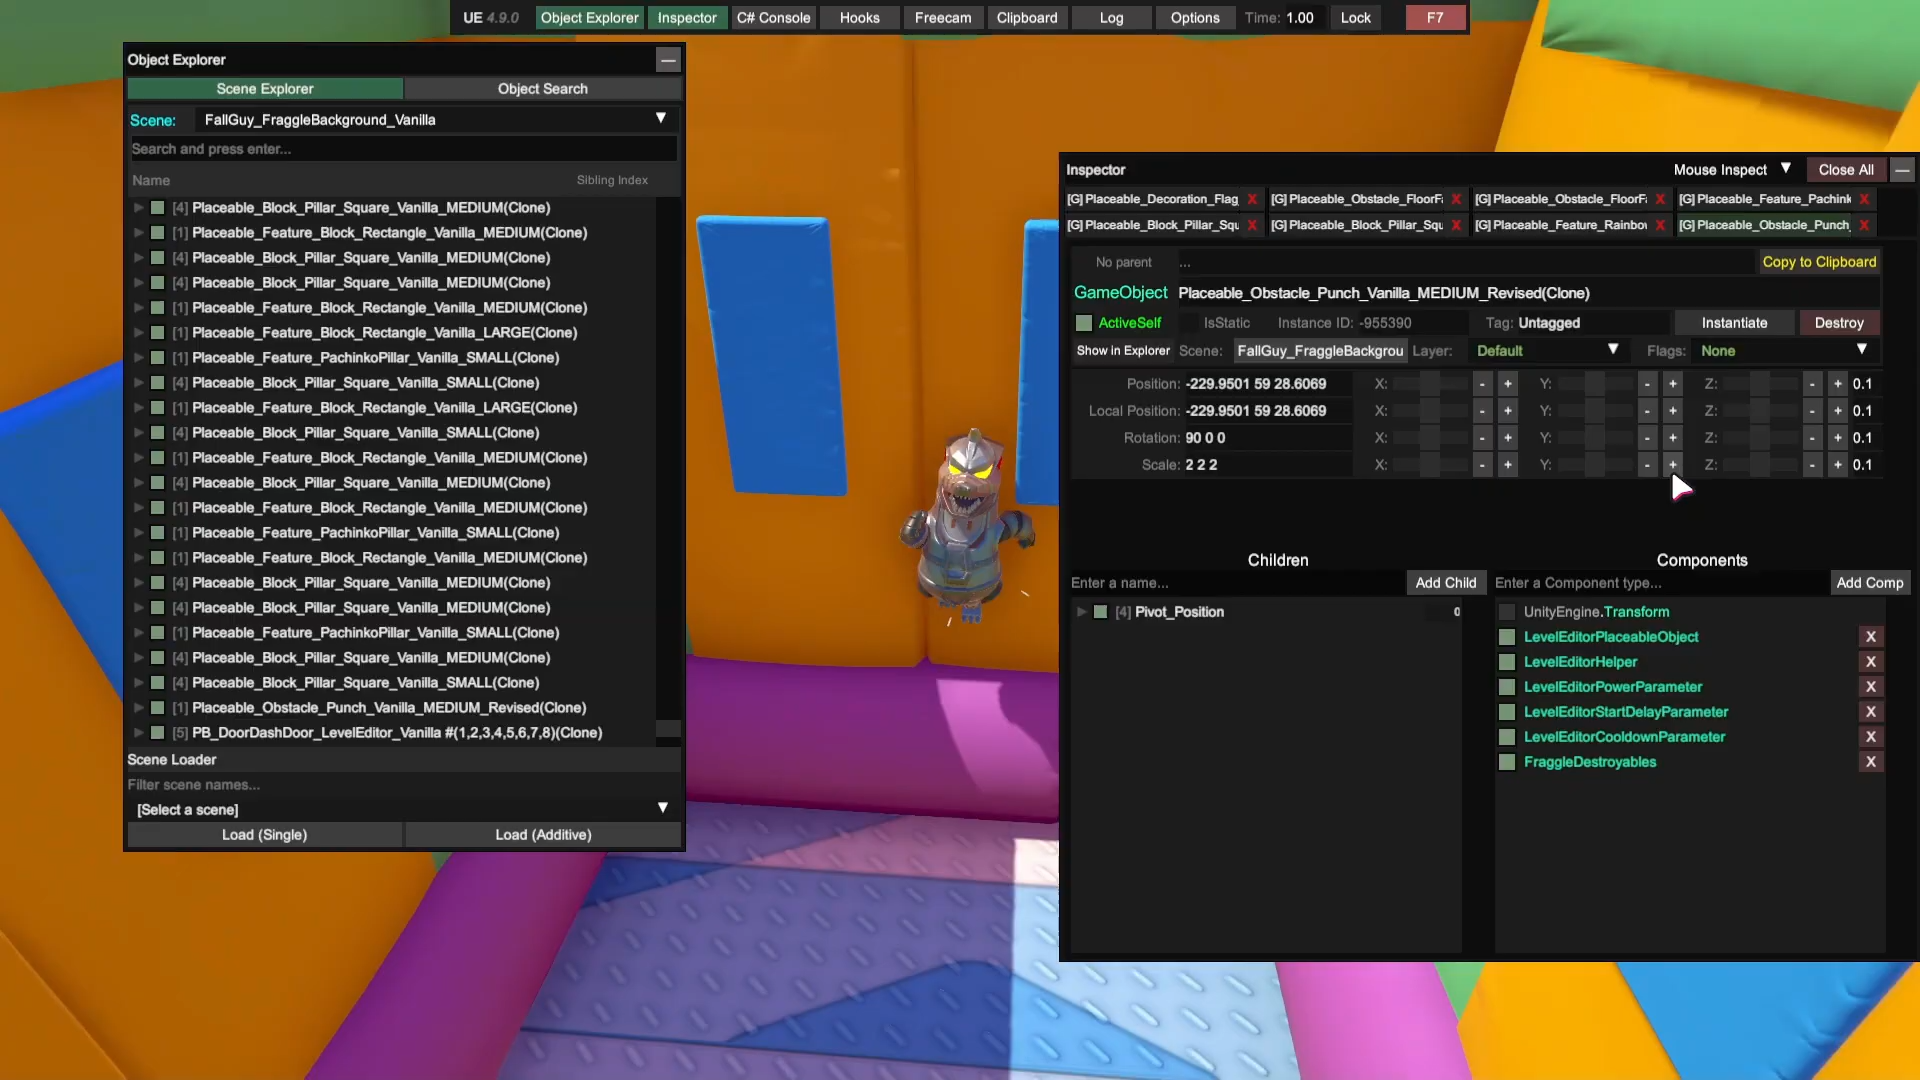 UE 4.9.0 Object Explorer Inspector C# Console Hooks Freecam Clipboard Log Options Time: 1.00 Lock F7
Object Explorer —
Scene Explorer Object Search
Scene: FallGuy_FraggleBackground_Vanilla ▼
Search and press enter...
Name Sibling Index
[4] Placeable_Block_Pillar_Square_Vanilla_MEDIUM(Clone)
[1] Placeable_Feature_Block_Rectangle_Vanilla_MEDIUM(Clone)
[4] Placeable_Block_Pillar_Square_Vanilla_MEDIUM(Clone)
[4] Placeable_Block_Pillar_Square_Vanilla_MEDIUM(Clone)
[1] Placeable_Feature_Block_Rectangle_Vanilla_MEDIUM(Clone)
[1] Placeable_Feature_Block_Rectangle_Vanilla_LARGE(Clone)
[1] Placeable_Feature_PachinkoPillar_Vanilla_SMALL(Clone)
[4] Placeable_Block_Pillar_Square_Vanilla_SMALL(Clone)
[1] Placeable_Feature_Block_Rectangle_Vanilla_LARGE(Clone)
[4] Placeable_Block_Pillar_Square_Vanilla_SMALL(Clone)
[1] Placeable_Feature_Block_Rectangle_Vanilla_MEDIUM(Clone)
[4] Placeable_Block_Pillar_Square_Vanilla_MEDIUM(Clone)
[1] Placeable_Feature_Block_Rectangle_Vanilla_MEDIUM(Clone)
[1] Placeable_Feature_PachinkoPillar_Vanilla_SMALL(Clone)
[1] Placeable_Feature_Block_Rectangle_Vanilla_MEDIUM(Clone)
[4] Placeable_Block_Pillar_Square_Vanilla_MEDIUM(Clone)
[4] Placeable_Block_Pillar_Square_Vanilla_MEDIUM(Clone)
[1] Placeable_Feature_PachinkoPillar_Vanilla_SMALL(Clone)
[4] Placeable_Block_Pillar_Square_Vanilla_MEDIUM(Clone)
[4] Placeable_Block_Pillar_Square_Vanilla_SMALL(Clone)
[1] Placeable_Obstacle_Punch_Vanilla_MEDIUM_Revised(Clone)
[5] PB_DoorDashDoor_LevelEditor_Vanilla #(1,2,3,4,5,6,7,8)(Clone)
Scene Loader
Filter scene names...
[Select a scene] ▼
Load (Single) Load (Additive)
Inspector Mouse Inspect ▼ Close All —
[G] Placeable_Decoration_Flag X [G] Placeable_Obstacle_FloorFa X [G] Placeable_Obstacle_FloorFa X [G] Placeable_Feature_Pachink X
[G] Placeable_Block_Pillar_Squ X [G] Placeable_Block_Pillar_Squ X [G] Placeable_Feature_Rainbow X [G] Placeable_Obstacle_Punch_ X
No parent ... Copy to Clipboard
GameObject Placeable_Obstacle_Punch_Vanilla_MEDIUM_Revised(Clone)
ActiveSelf IsStatic Instance ID: -955390 Tag: Untagged Instantiate Destroy
Show in Explorer Scene: FallGuy_FraggleBackgrou Layer: Default ▼ Flags: None ▼
Position: -229.9501 59 28.6069 X: - + Y: - + Z: - + 0.1
Local Position: -229.9501 59 28.6069 X: - + Y: - + Z: - + 0.1
Rotation: 90 0 0 X: - + Y: - + Z: - + 0.1
Scale: 2 2 2 X: - + Y: - + Z: - + 0.1
Children
Enter a name... Add Child
[4] Pivot_Position 0
Components
Enter a Component type... Add Comp
UnityEngine.Transform
LevelEditorPlaceableObject X
LevelEditorHelper X
LevelEditorPowerParameter X
LevelEditorStartDelayParameter X
LevelEditorCooldownParameter X
FraggleDestroyables X